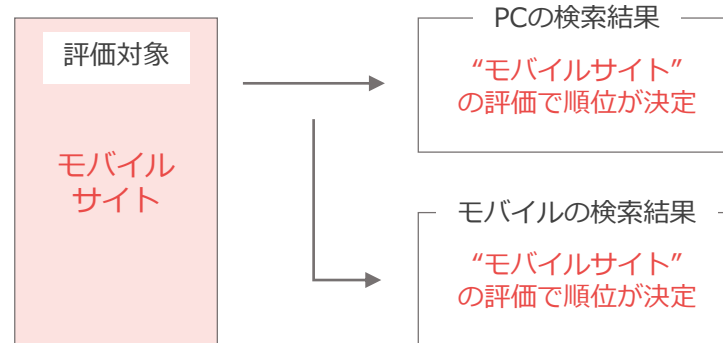 評価対象
モバイル
サイト
PCの検索結果
“モバイルサイト”
の評価で順位が決定
モバイルの検索結果
“モバイルサイト”
の評価で順位が決定